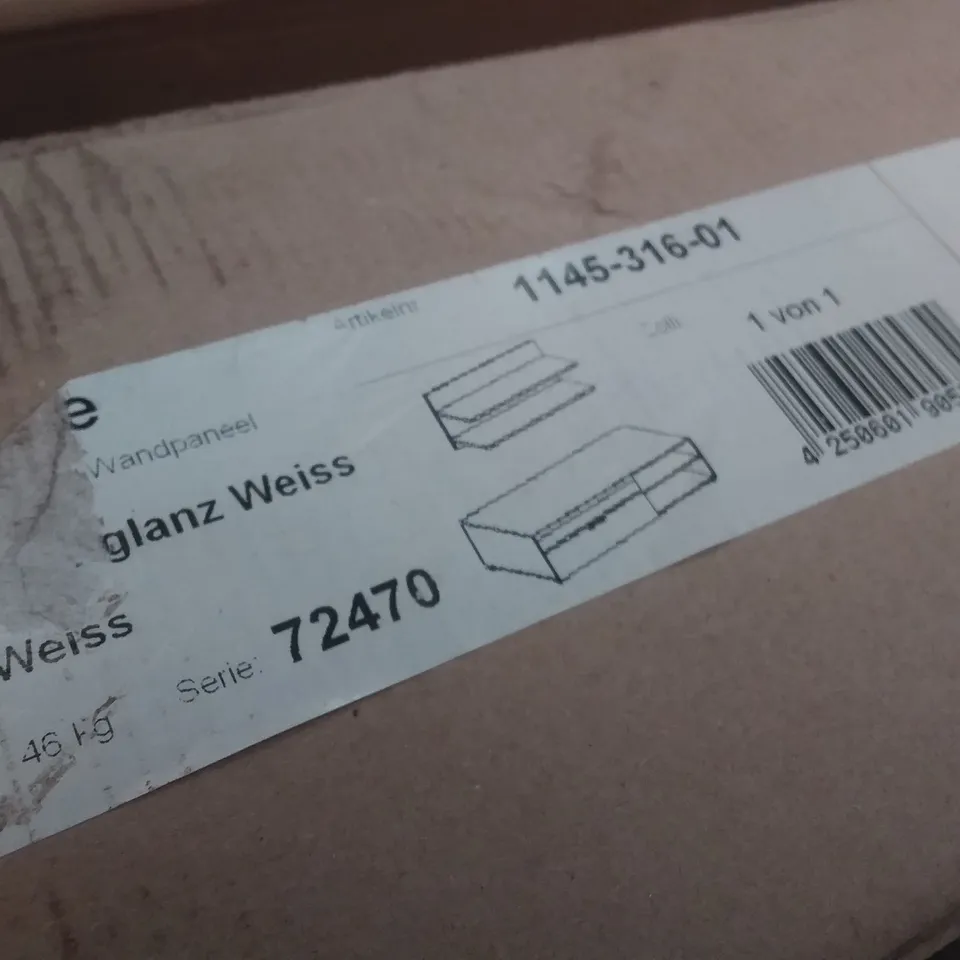 Artikelnr 1145-316-01
Colli 1 von 1
e
Wandpaneel
glanz Weiss
Weiss
46 kg Serie: 72470
4 250601 905